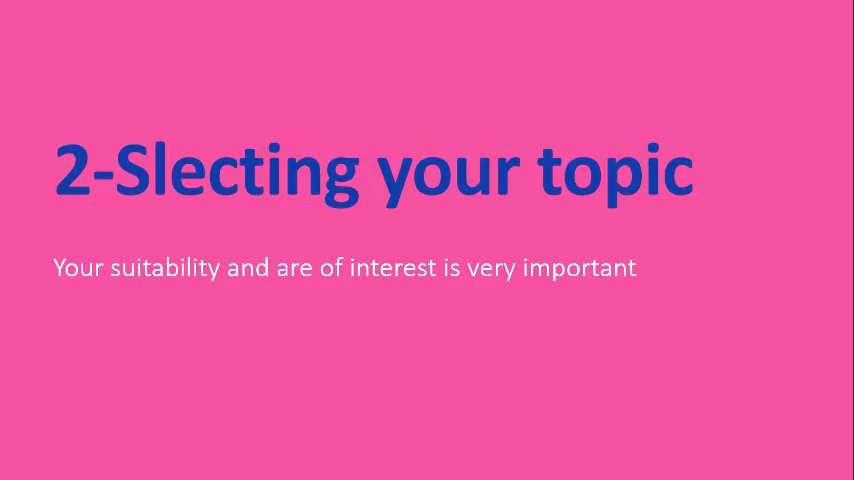 2-Slecting your topic
Your suitability and are of interest is very important